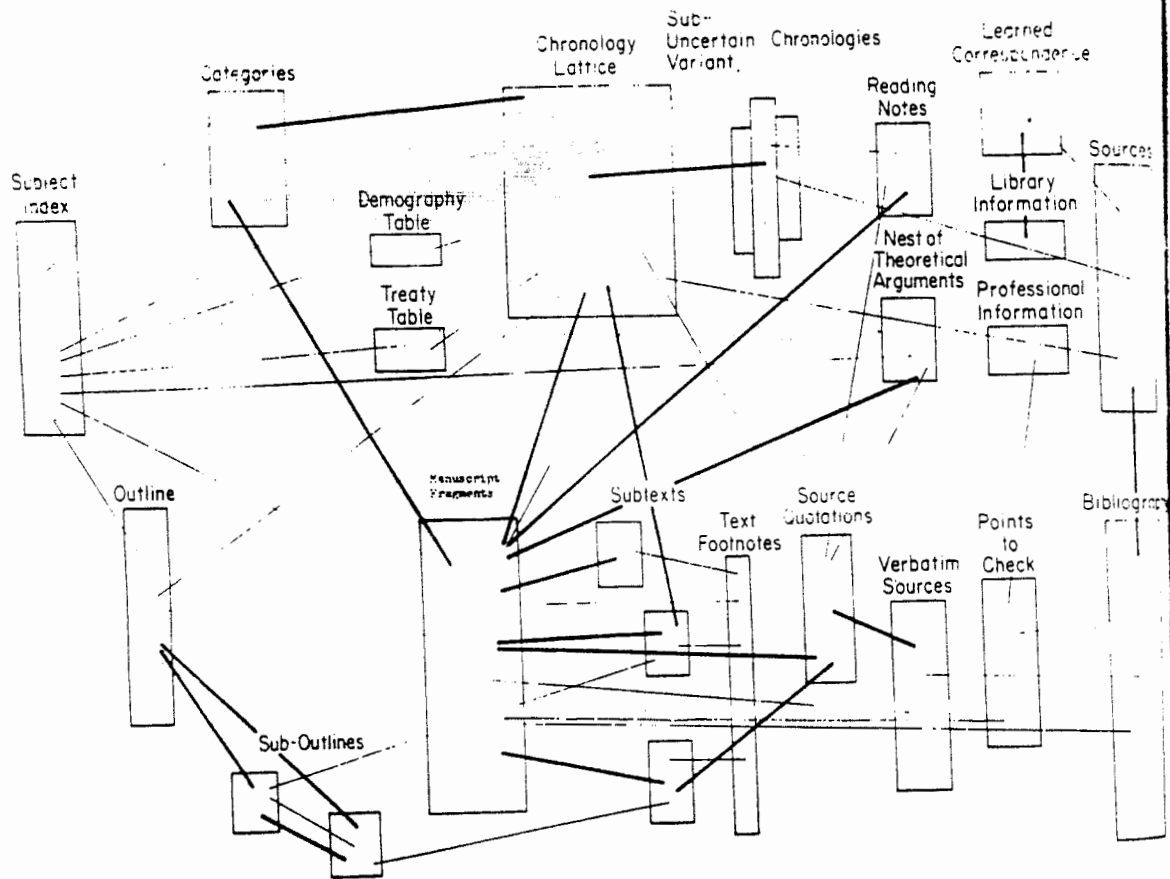 Categories
Chronology
Lattice
Sub-
Uncertain Chronologies
Variant
Learned
Correspondence
Reading
Notes
Sources
Subject
Index
Demography
Table
Library
Information
Nest of
Theoretical
Arguments
Treaty
Table
Professional
Information
Outline
Manuscript
Fragments
Subtexts
Text
Footnotes
Source
Quotations
Verbatim
Sources
Points
to
Check
Bibliography
Sub-Outlines